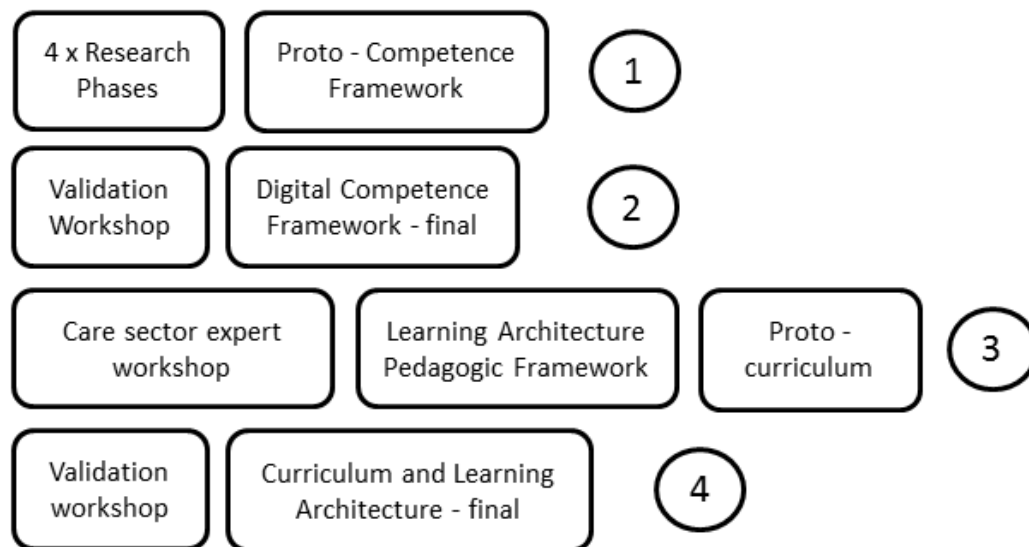 4 x Research
Phases
Proto - Competence
Framework
1
Validation
Workshop
Digital Competence
Framework - final
2
Care sector expert
workshop
Learning Architecture
Pedagogic Framework
Proto -
curriculum
3
Validation
workshop
Curriculum and Learning
Architecture - final
4